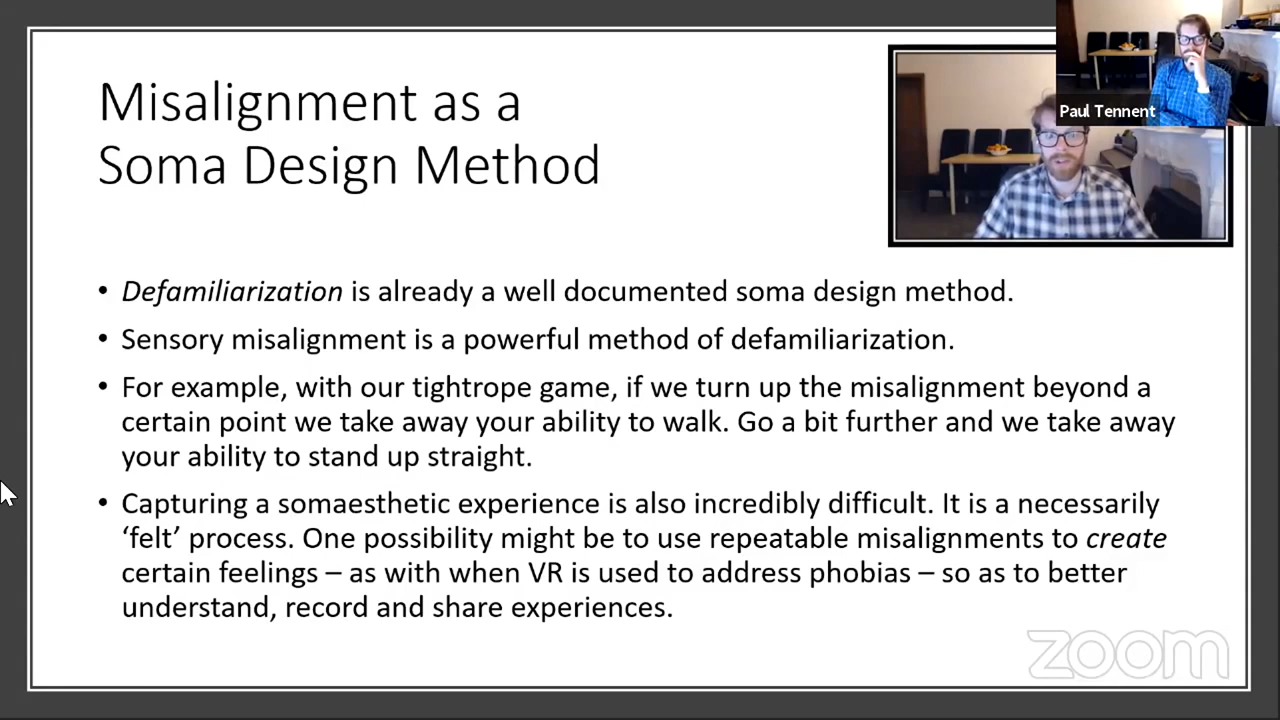 Misalignment as a
Soma Design Method
Paul Tennent
• Defamiliarization is already a well documented soma design method.
• Sensory misalignment is a powerful method of defamiliarization.
• For example, with our tightrope game, if we turn up the misalignment beyond a
certain point we take away your ability to walk. Go a bit further and we take away
your ability to stand up straight.
• Capturing a somaesthetic experience is also incredibly difficult. It is a necessarily
‘felt’ process. One possibility might be to use repeatable misalignments to create
certain feelings – as with when VR is used to address phobias – so as to better
understand, record and share experiences.
zoom